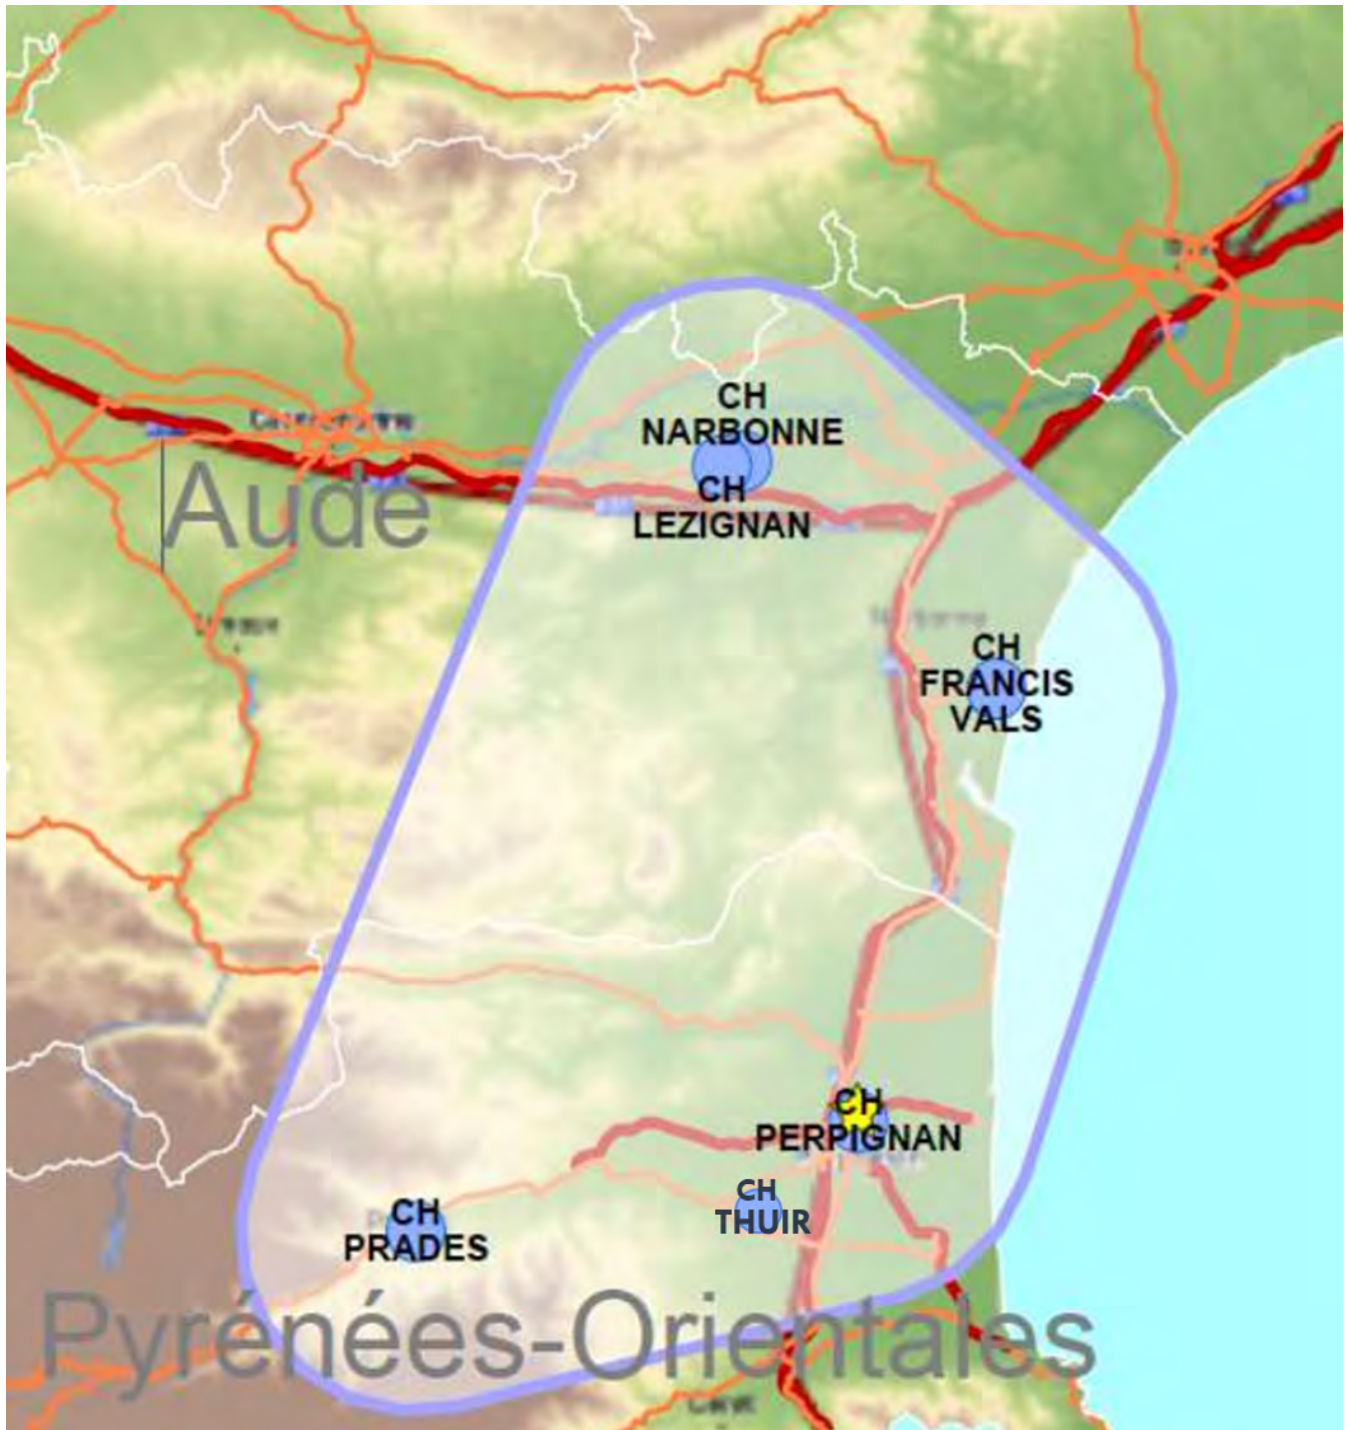 CH
NARBONNE
CH
LEZIGNAN
Aude
CH
FRANCIS
VALS
CH
PERPIGNAN
CH
THUIR
CH
PRADES
Pyrénées-Orientales